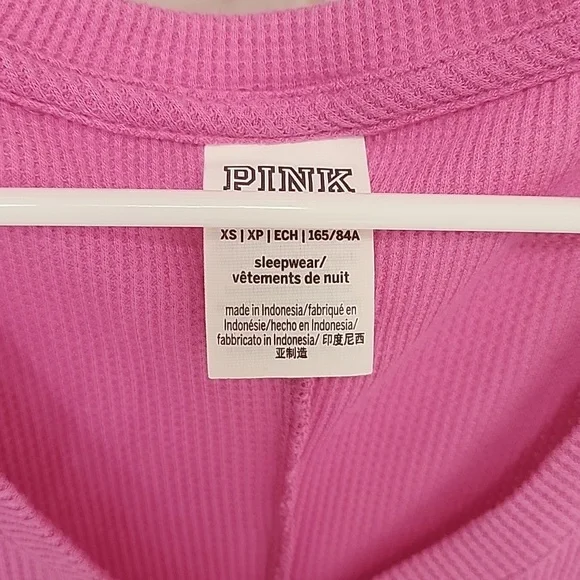 PINK
XS | XP | ECH | 165/84A
sleepwear/
vêtements de nuit
made in Indonesia/fabriqué en
Indonésie/hecho en Indonesia/
fabbricato in Indonesia/ 印度尼西
亚制造